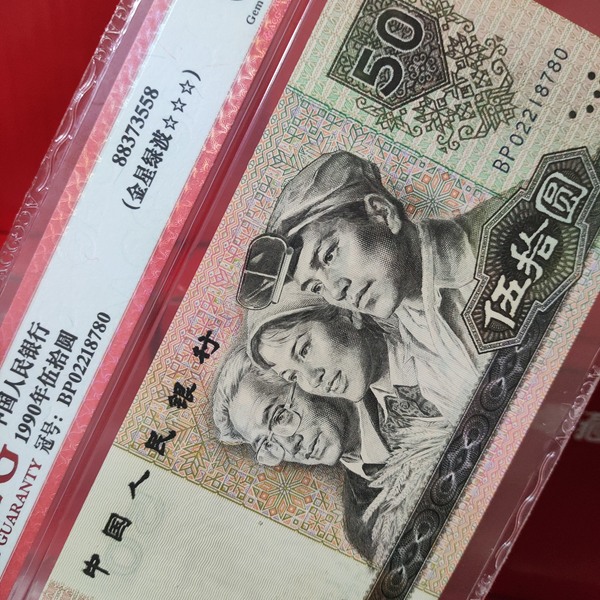 Gem
88373558
(金星绿波☆☆☆)
中国人民银行
1990年伍拾圆
冠号: BP02218780
GUARANTY
50
BP02218780
伍拾圆
中国人民银行